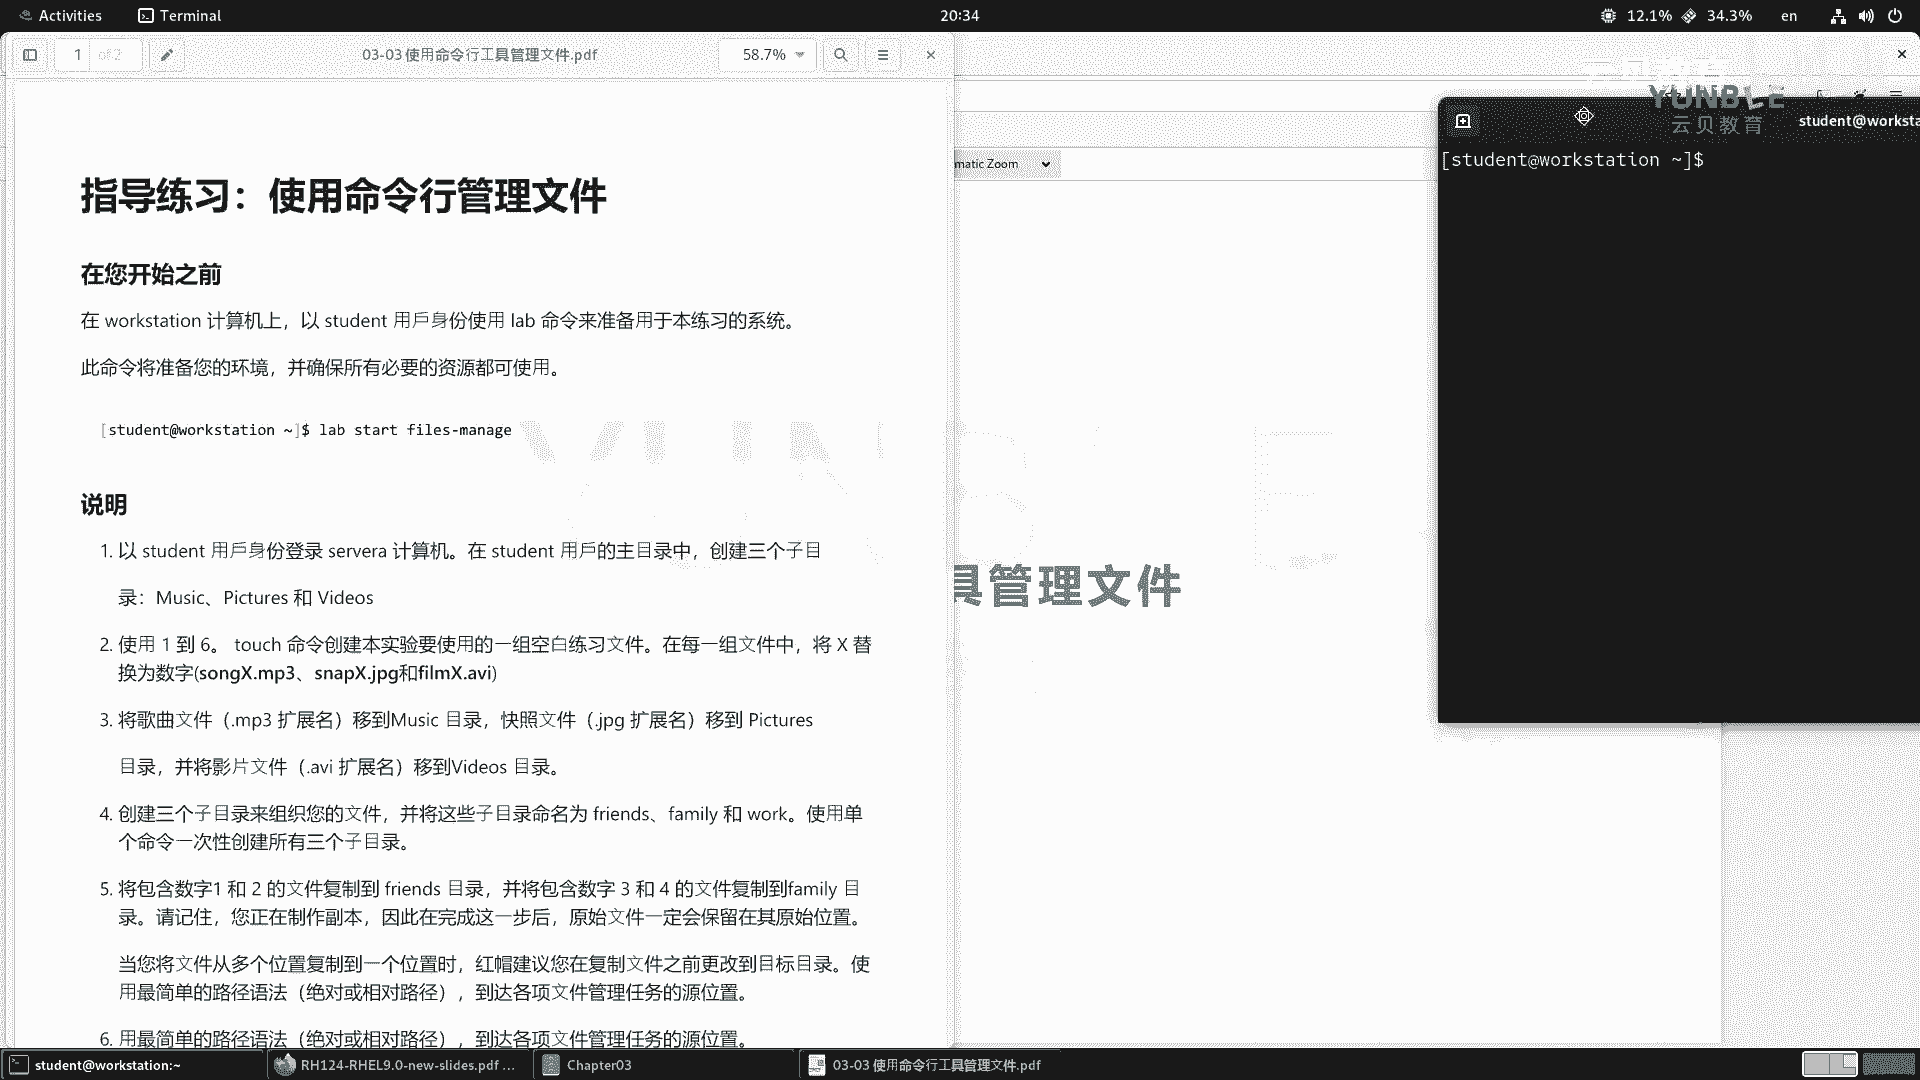 Activities
Terminal
20:34
12.1%
34.3%
en
1
of 2
03-03 使用命令行工具管理文件.pdf
58.7%
指导练习：使用命令行管理文件
在您开始之前
在 workstation 计算机上，以 student 用戶身份使用 lab 命令来准备用于本练习的系统。
此命令将准备您的环境，并确保所有必要的资源都可使用。
[student@workstation ~]$ lab start files-manage
说明
1. 以 student 用戶身份登录 servera 计算机。在 student 用戶的主目录中，创建三个子目
录：Music、Pictures 和 Videos
2. 使用 1 到 6。 touch 命令创建本实验要使用的一组空白练习文件。在每一组文件中，将 X 替
换为数字(songX.mp3、snapX.jpg和filmX.avi)
3. 将歌曲文件（.mp3 扩展名）移到Music 目录，快照文件（.jpg 扩展名）移到 Pictures
目录，并将影片文件（.avi 扩展名）移到Videos 目录。
4. 创建三个子目录来组织您的文件，并将这些子目录命名为 friends、family 和 work。使用单
个命令一次性创建所有三个子目录。
5. 将包含数字1 和 2 的文件复制到 friends 目录，并将包含数字 3 和 4 的文件复制到family 目
录。请记住，您正在制作副本，因此在完成这一步后，原始文件一定会保留在其原始位置。
当您将文件从多个位置复制到一个位置时，红帽建议您在复制文件之前更改到目标目录。使
用最简单的路径语法（绝对或相对路径），到达各项文件管理任务的源位置。
6. 用最简单的路径语法（绝对或相对路径），到达各项文件管理任务的源位置。
matic Zoom
具管理文件
云贝教育
student@worksta
[student@workstation ~]$
student@workstation:~
RH124-RHEL9.0-new-slides.pdf ...
Chapter03
03-03 使用命令行工具管理文件.pdf